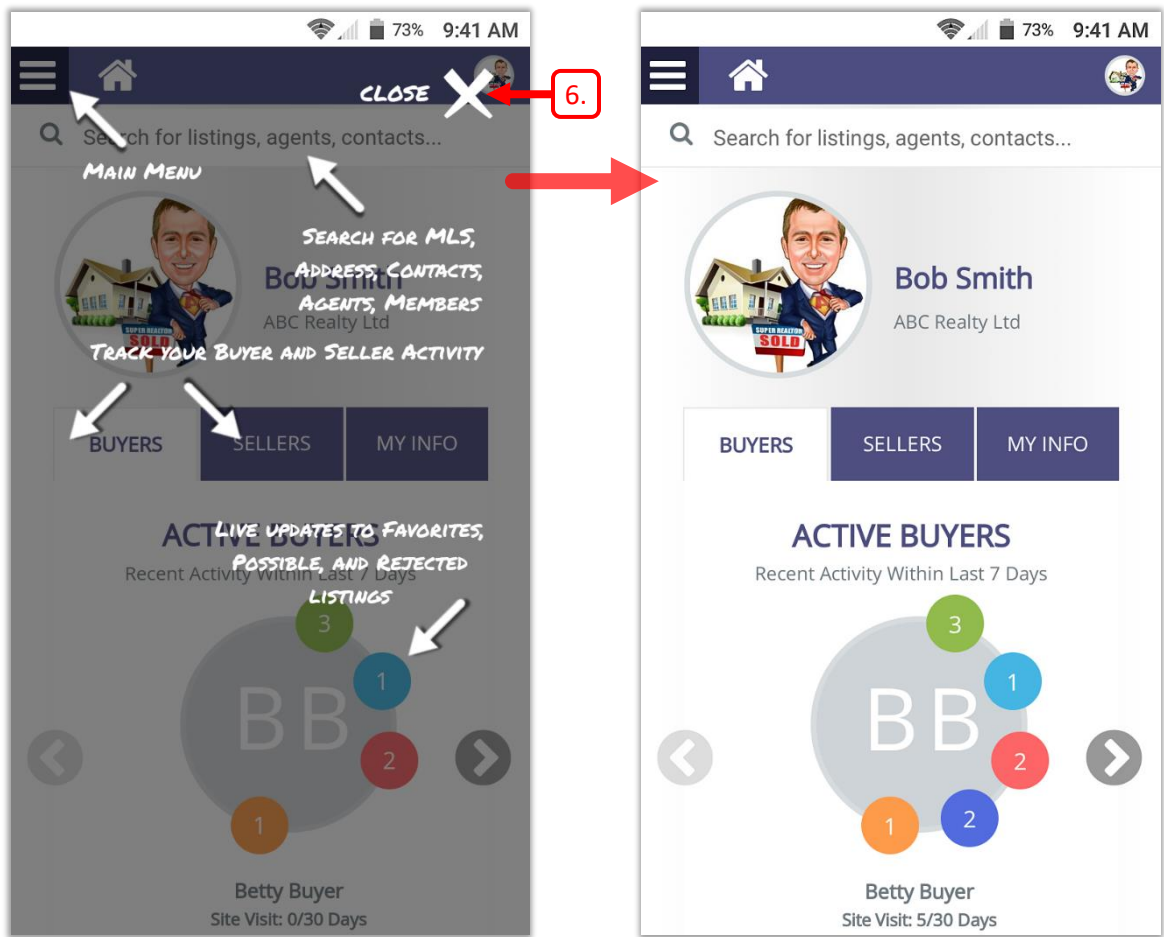 73% 9:41 AM
CLOSE
6.
Search for listings, agents, contacts...
MAIN MENU
SEARCH FOR MLS,
ADDRESS, CONTACTS,
AGENTS, MEMBERS
Bob Smith
ABC Realty Ltd
SUPER REALTOR
SOLD
TRACK YOUR BUYER AND SELLER ACTIVITY
BUYERS SELLERS MY INFO
LIVE UPDATES TO FAVORITES,
POSSIBLE, AND REJECTED
LISTINGS
ACTIVE BUYERS
Recent Activity Within Last 7 Days
3
1
BB
2
1
Betty Buyer
Site Visit: 0/30 Days
73% 9:41 AM
Search for listings, agents, contacts...
Bob Smith
ABC Realty Ltd
SUPER REALTOR
SOLD
BUYERS SELLERS MY INFO
ACTIVE BUYERS
Recent Activity Within Last 7 Days
3
1
BB
2
1 2
Betty Buyer
Site Visit: 5/30 Days